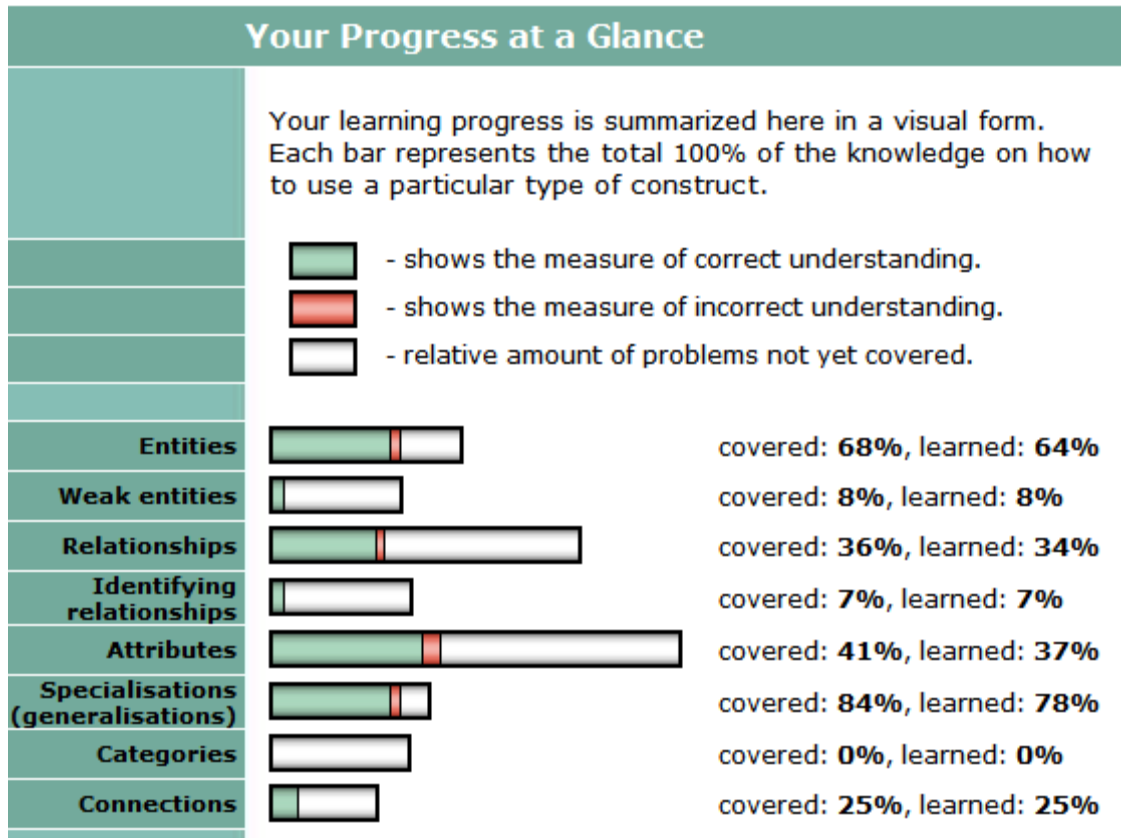 Your Progress at a Glance
Your learning progress is summarized here in a visual form.
Each bar represents the total 100% of the knowledge on how
to use a particular type of construct.
- shows the measure of correct understanding.
- shows the measure of incorrect understanding.
- relative amount of problems not yet covered.
Entities covered: 68%, learned: 64%
Weak entities covered: 8%, learned: 8%
Relationships covered: 36%, learned: 34%
Identifying
relationships covered: 7%, learned: 7%
Attributes covered: 41%, learned: 37%
Specialisations
(generalisations) covered: 84%, learned: 78%
Categories covered: 0%, learned: 0%
Connections covered: 25%, learned: 25%